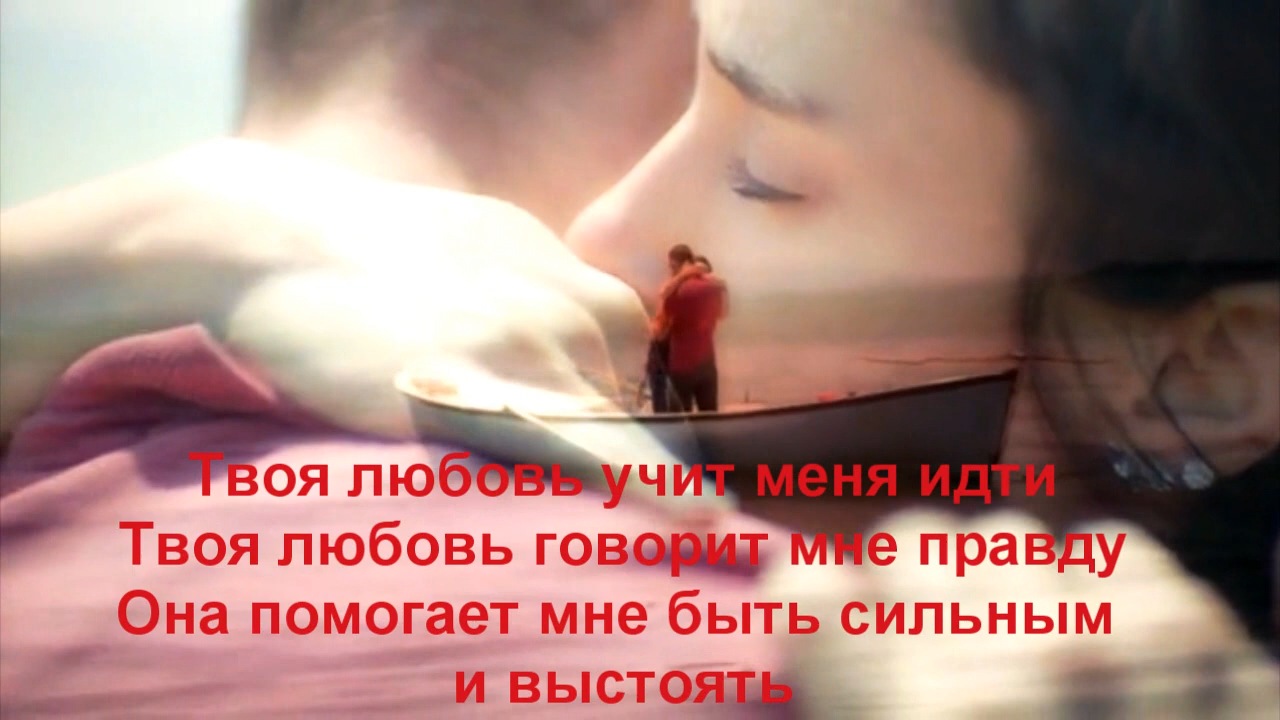 Твоя любовь учит меня идти
Твоя любовь говорит мне правду
Она помогает мне быть сильным
и выстоять